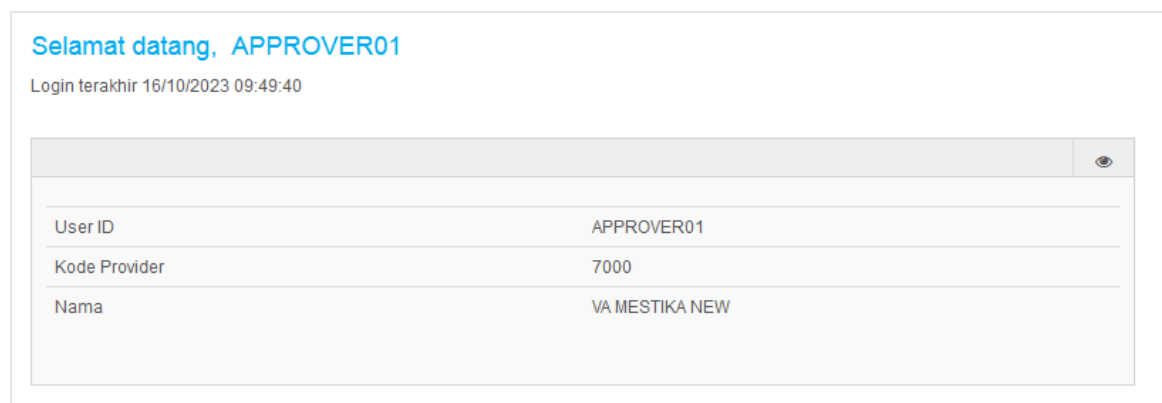 Selamat datang, APPROVER01
Login terakhir 16/10/2023 09:49:40
User ID APPROVER01
Kode Provider 7000
Nama VA MESTIKA NEW